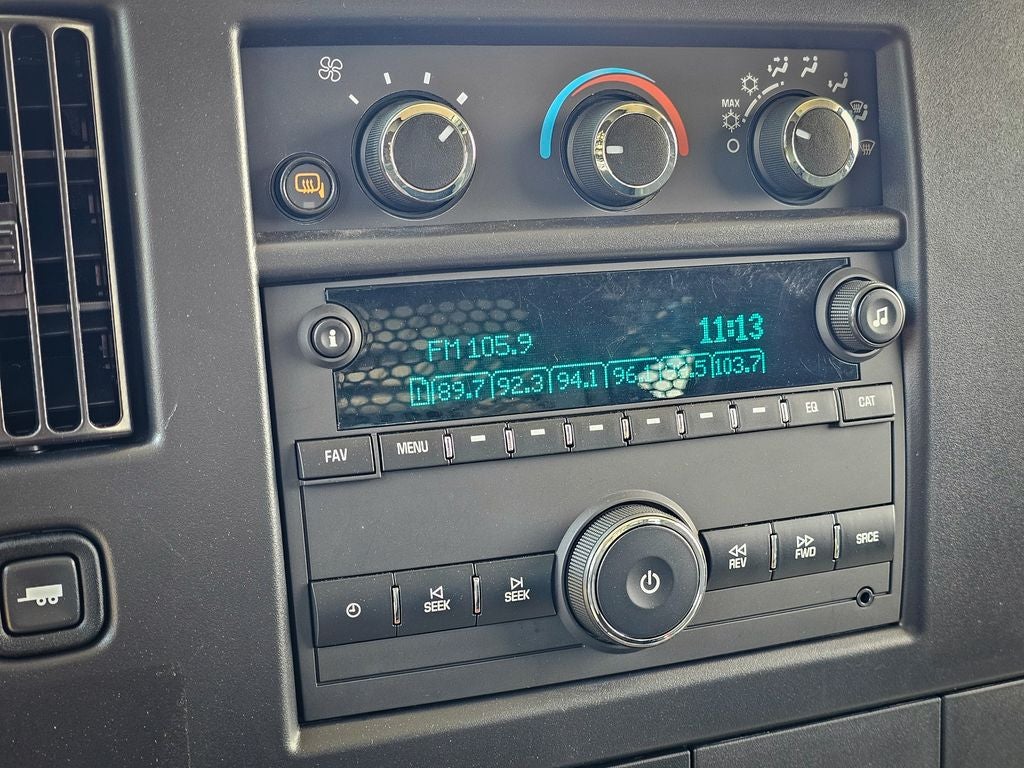 MAX
i
11:13
FM 105.9
1 89.7 92.3 94.1 103.7
FAV
MENU
EQ
CAT
SEEK
SEEK
REV
FWD
SRCE